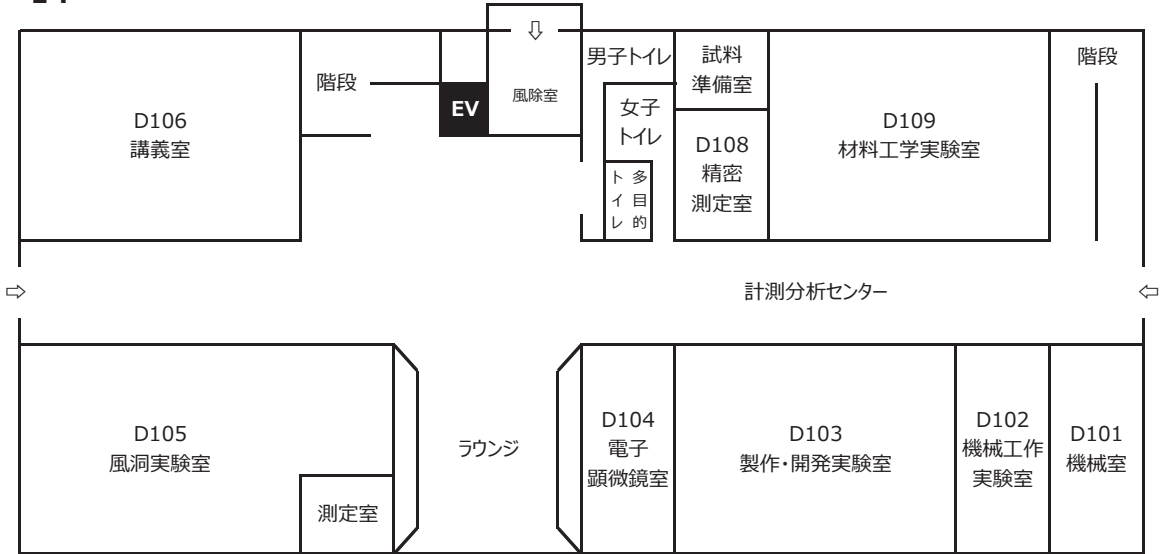 D106
講義室
階段
EV
⇩
風除室
男子トイレ
女子
トイレ
多目的
トイレ
試料
準備室
D108
精密
測定室
D109
材料工学実験室
階段
⇨
計測分析センター
⇦
D105
風洞実験室
測定室
ラウンジ
D104
電子
顕微鏡室
D103
製作・開発実験室
D102
機械工作
実験室
D101
機械室